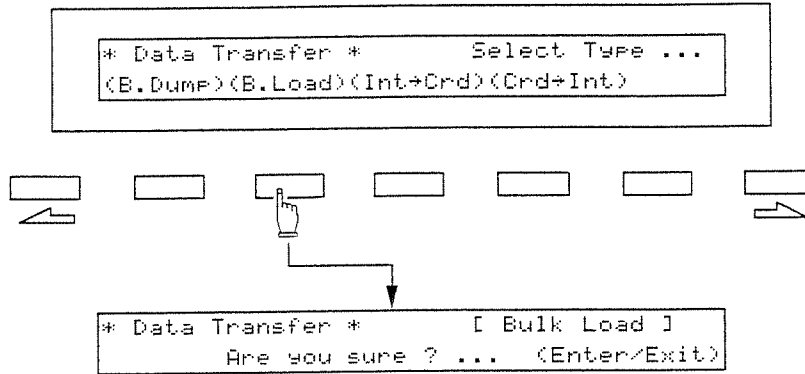 * Data Transfer * Select Type ...
(B.Dump)(B.Load)(Int→Crd)(Crd→Int)
* Data Transfer * [ Bulk Load ]
Are you sure ? ... (Enter/Exit)